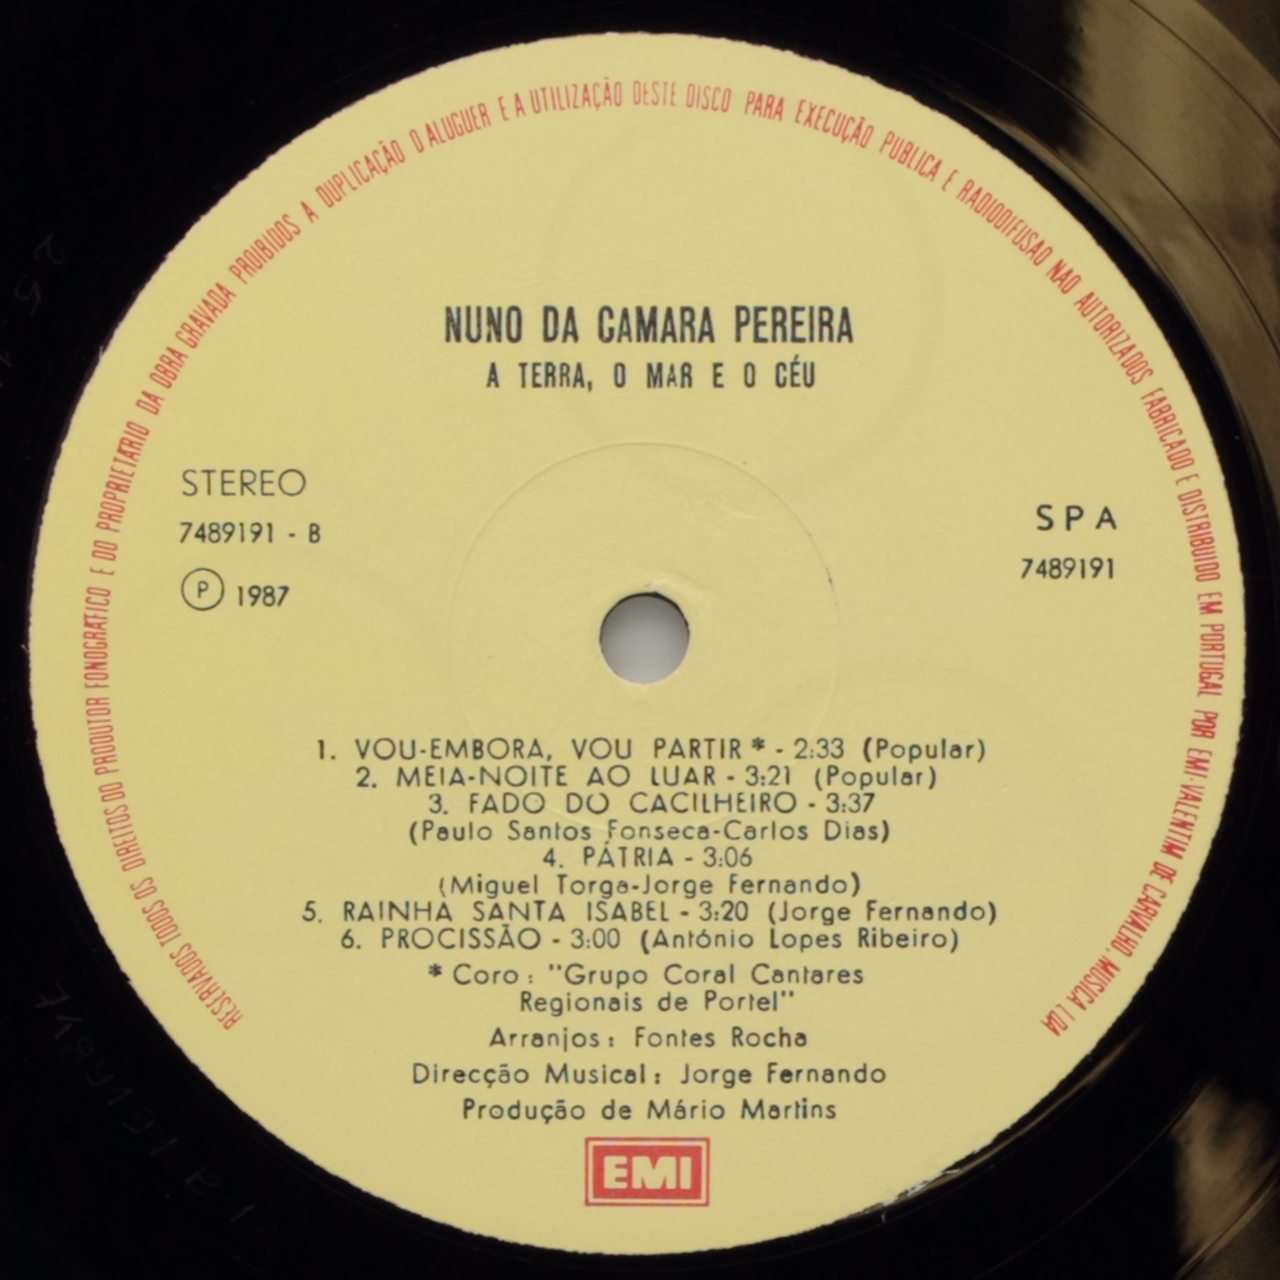 RESERVADOS TODOS OS DIREITOS DO PRODUTOR FONOGRAFICO E DO PROPRIETARIO DA OBRA GRAVADA PROIBIDOS A DUPLICAÇÃO O ALUGUER E A UTILIZAÇÃO DESTE DISCO PARA EXECUÇÃO PUBLICA E RADIODIFUSAO NAO AUTORIZADOS FABRICADO E DISTRIBUIDO EM PORTUGAL POR EMI-VALENTIM DE CARVALHO, MUSICA LDA
NUNO DA CAMARA PEREIRA
A TERRA, O MAR E O CÉU
STEREO
7489191 - B
℗ 1987
SPA
7489191
1. VOU-EMBORA, VOU PARTIR * - 2:33 (Popular)
2. MEIA-NOITE AO LUAR - 3:21 (Popular)
3. FADO DO CACILHEIRO - 3:37
(Paulo Santos Fonseca-Carlos Dias)
4. PÁTRIA - 3:06
(Miguel Torga-Jorge Fernando)
5. RAINHA SANTA ISABEL - 3:20 (Jorge Fernando)
6. PROCISSÃO - 3:00 (António Lopes Ribeiro)
* Coro: "Grupo Coral Cantares
Regionais de Portel"
Arranjos: Fontes Rocha
Direcção Musical: Jorge Fernando
Produção de Mário Martins
EMI